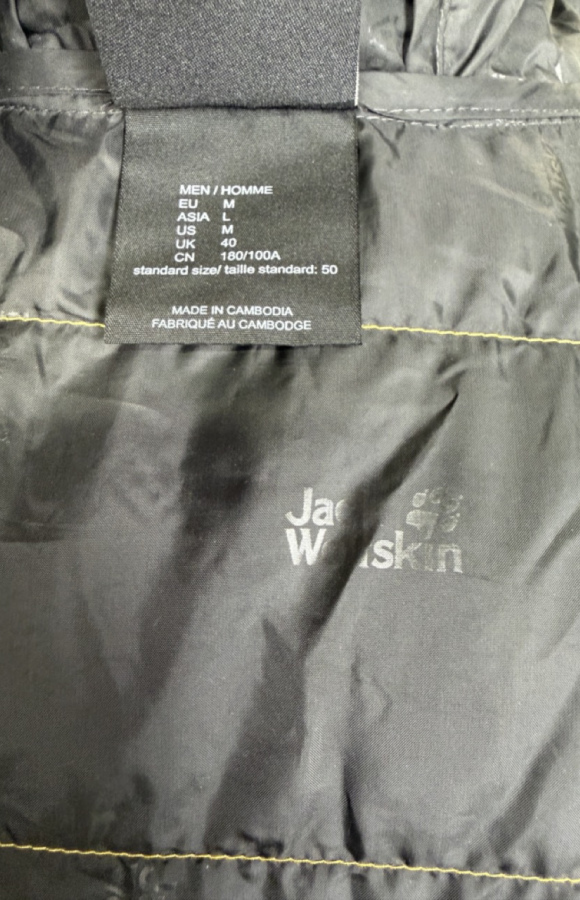 MEN / HOMME
EU M
ASIA L
US M
UK 40
CN 180/100A
standard size/ taille standard: 50
MADE IN CAMBODIA
FABRIQUÉ AU CAMBODGE
Jack
Wolfskin